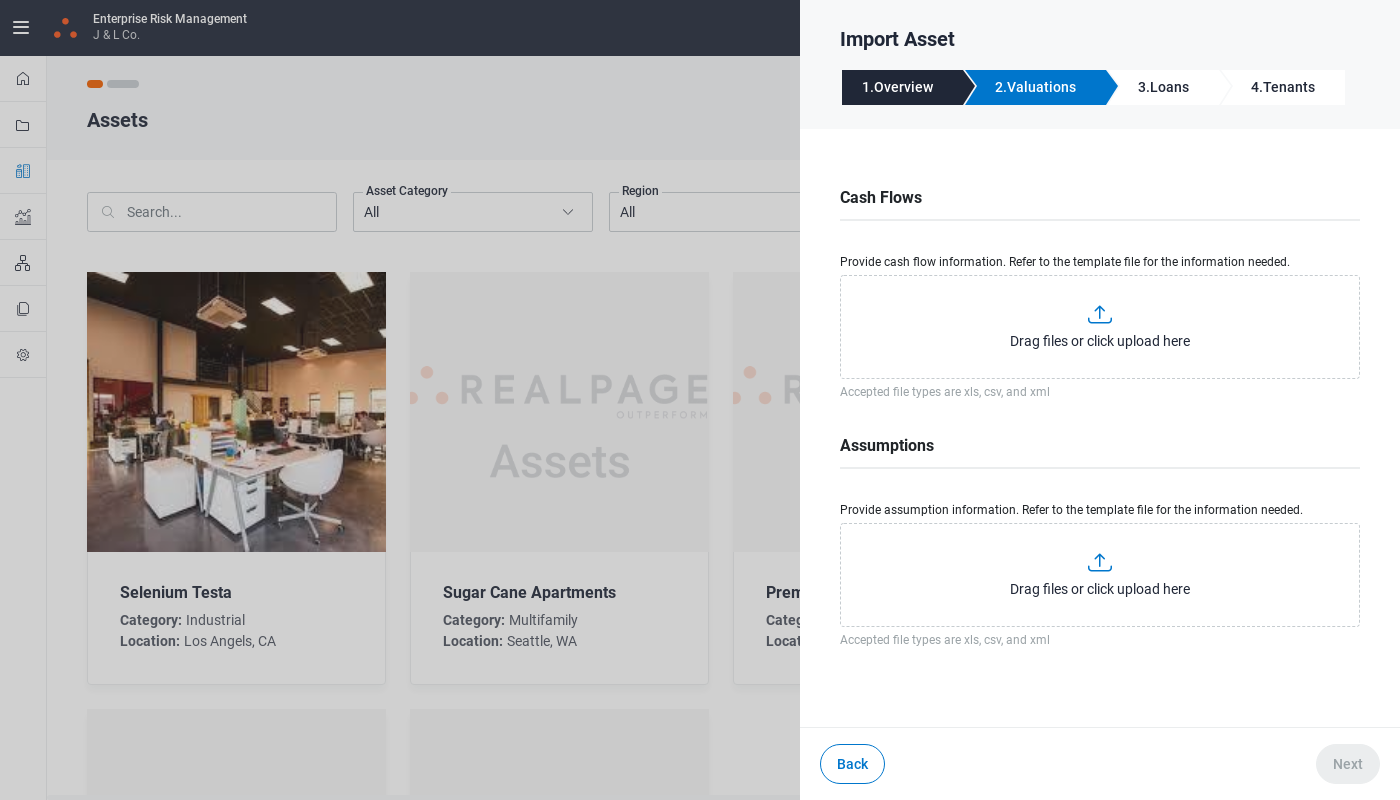 Enterprise Risk Management
J & L Co.
Assets
Search...
Asset Category
All
Region
All
REALPAGE
OUTPERFORM
Assets
R
Selenium Testa
Category: Industrial
Location: Los Angels, CA
Sugar Cane Apartments
Category: Multifamily
Location: Seattle, WA
Prem
Categ
Locat
Import Asset
1.Overview
2.Valuations
3.Loans
4.Tenants
Cash Flows
Provide cash flow information. Refer to the template file for the information needed.
Drag files or click upload here
Accepted file types are xls, csv, and xml
Assumptions
Provide assumption information. Refer to the template file for the information needed.
Drag files or click upload here
Accepted file types are xls, csv, and xml
Back
Next